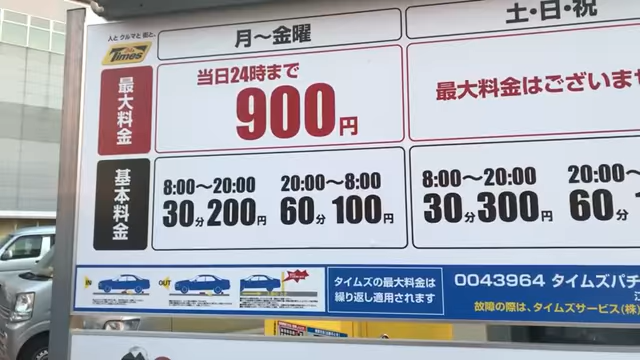 人とクルマと街と、
Times
月～金曜
土・日・祝
最大料金
当日24時まで
900円
最大料金はございませ
基本料金
8:00～20:00
30分200円
20:00～8:00
60分100円
8:00～20:00
30分300円
20:00～
60分
IN
OUT
タイムズの最大料金は
繰り返し適用されます
0043964 タイムズパチ
故障の際は、タイムズサービス(株)